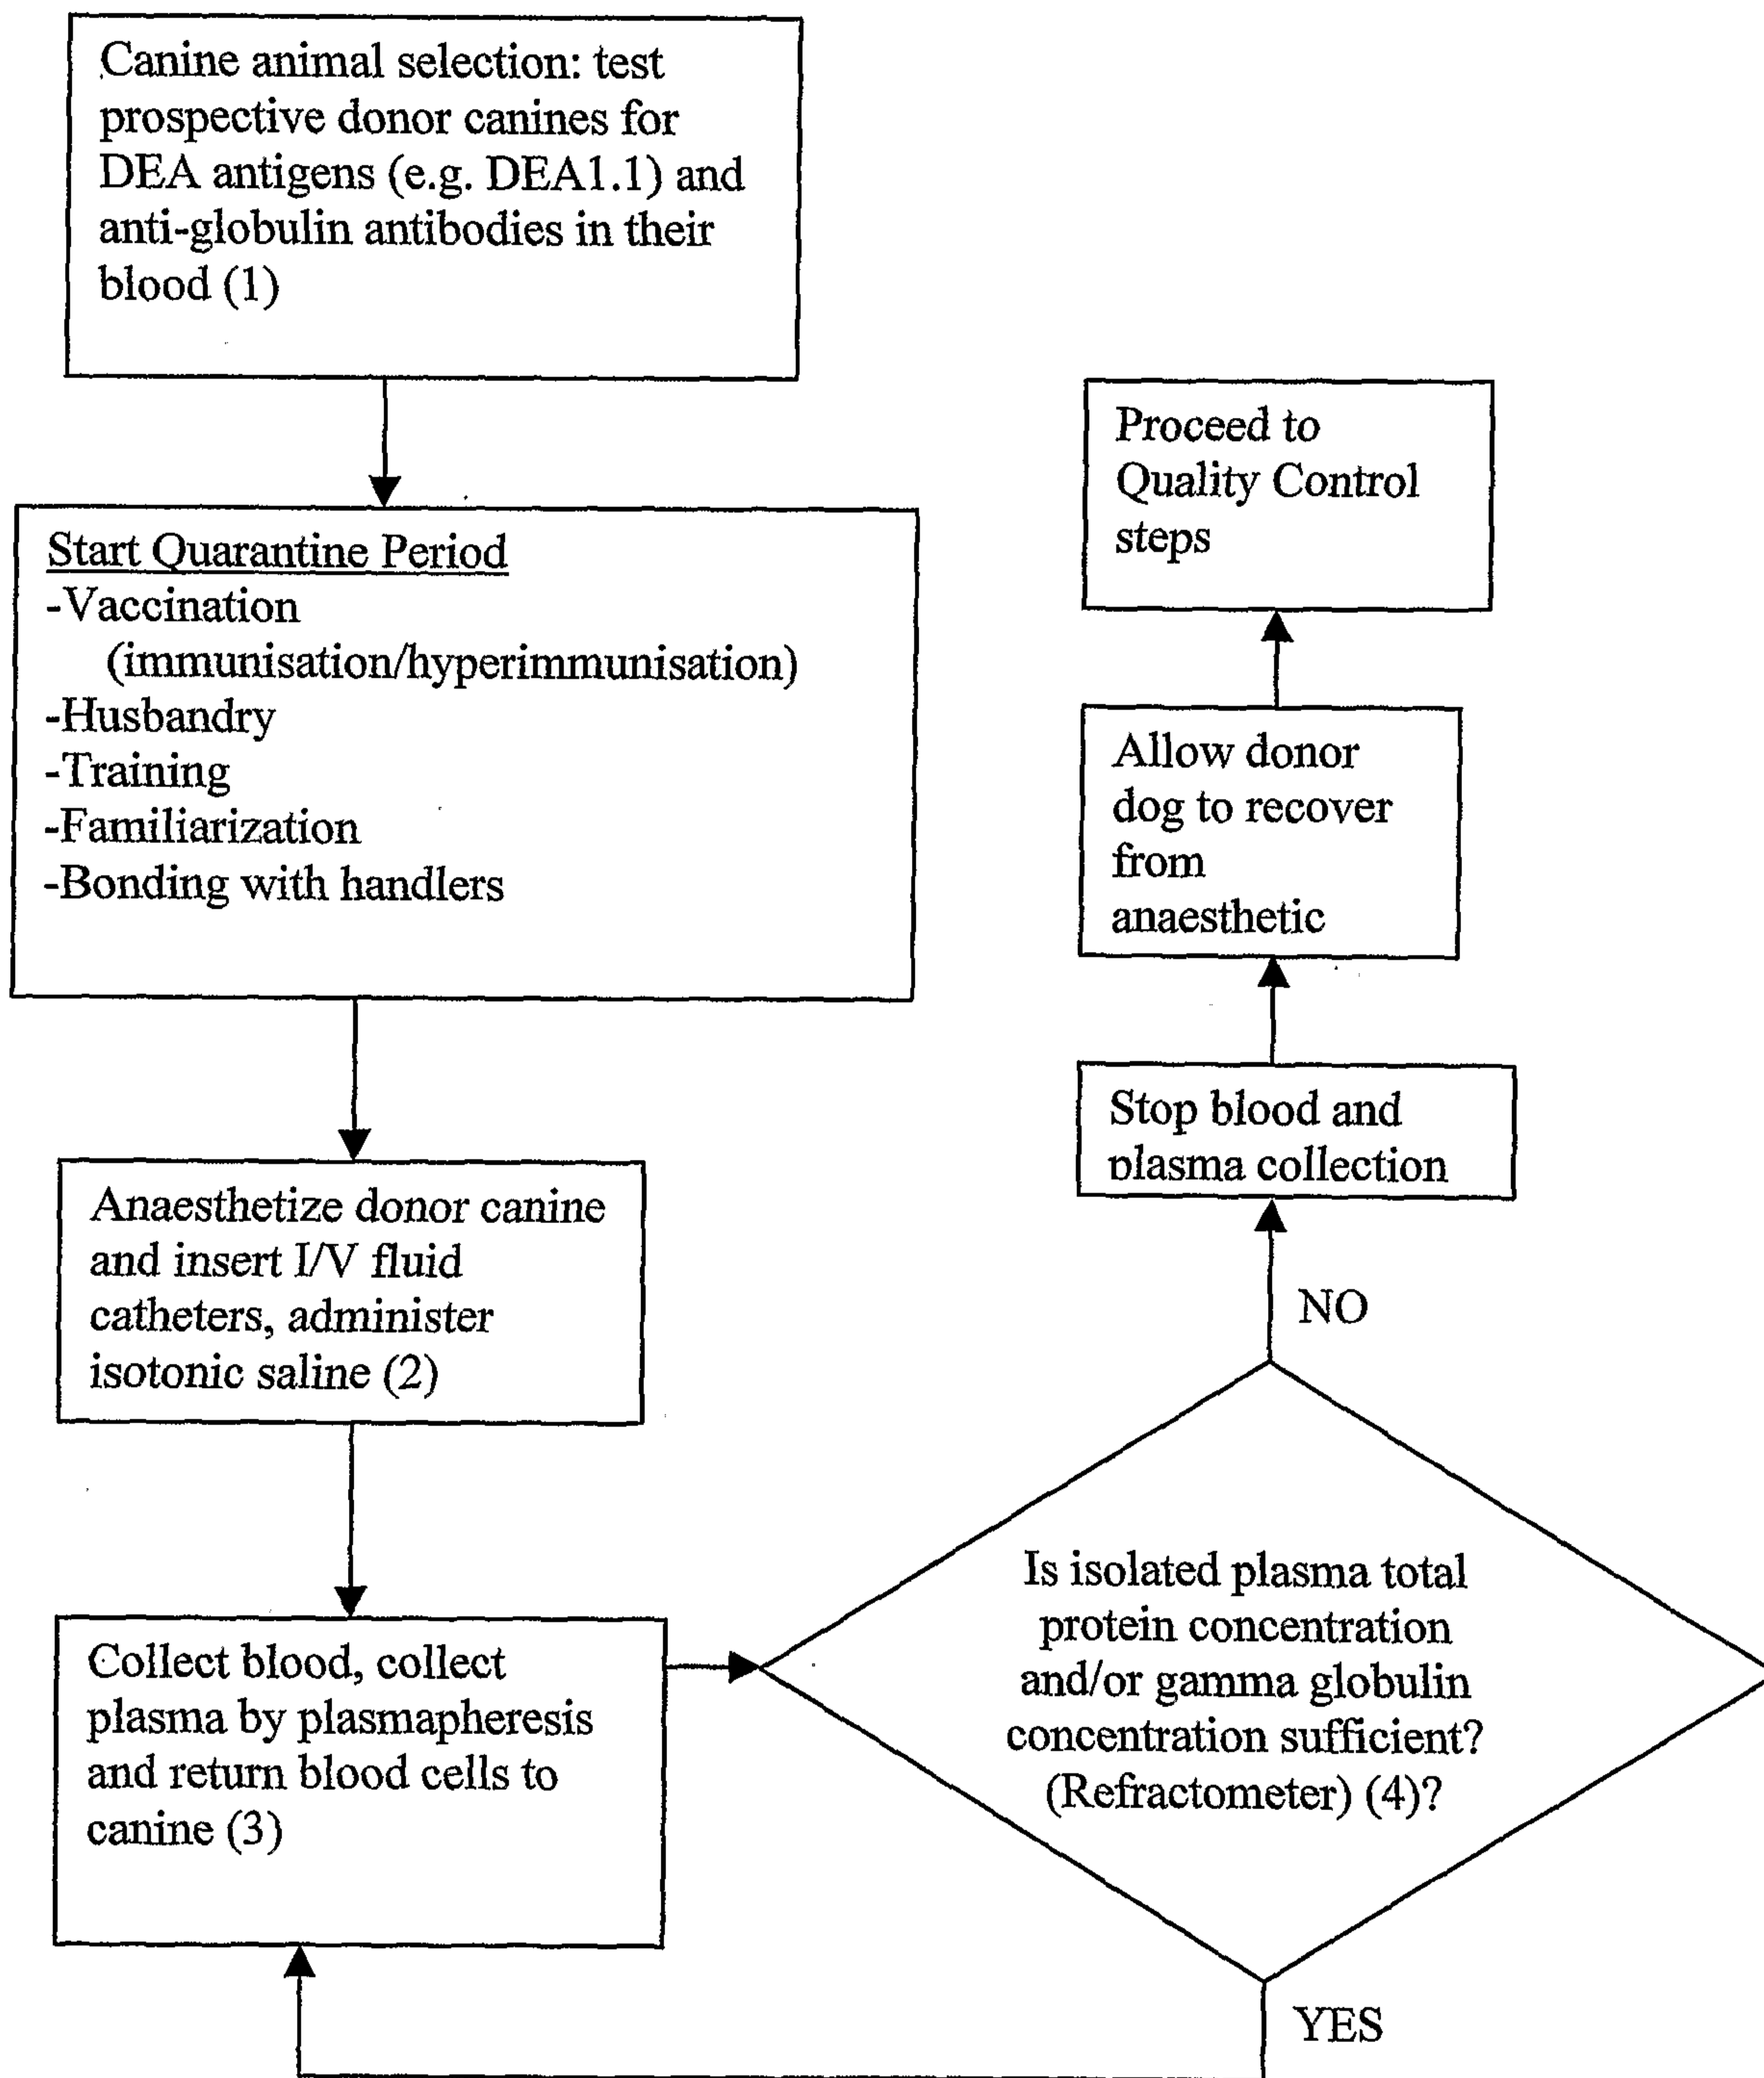 Canine animal selection: test
prospective donor canines for
DEA antigens (e.g. DEA1.1) and
anti-globulin antibodies in their
blood (1)
Start Quarantine Period
-Vaccination
(immunisation/hyperimmunisation)
-Husbandry
-Training
-Familiarization
-Bonding with handlers
Anaesthetize donor canine
and insert I/V fluid
catheters, administer
isotonic saline (2)
Collect blood, collect
plasma by plasmapheresis
and return blood cells to
canine (3)
Is isolated plasma total
protein concentration
and/or gamma globulin
concentration sufficient?
(Refractometer) (4)?
YES
NO
Stop blood and
plasma collection
Allow donor
dog to recover
from
anaesthetic
Proceed to
Quality Control
steps